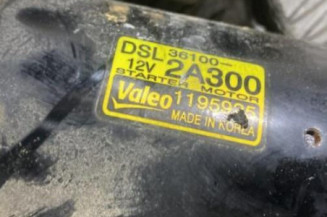 DSL 36100-
12V 2A300
STARTER MOTOR
Valeo
MADE IN KOREA